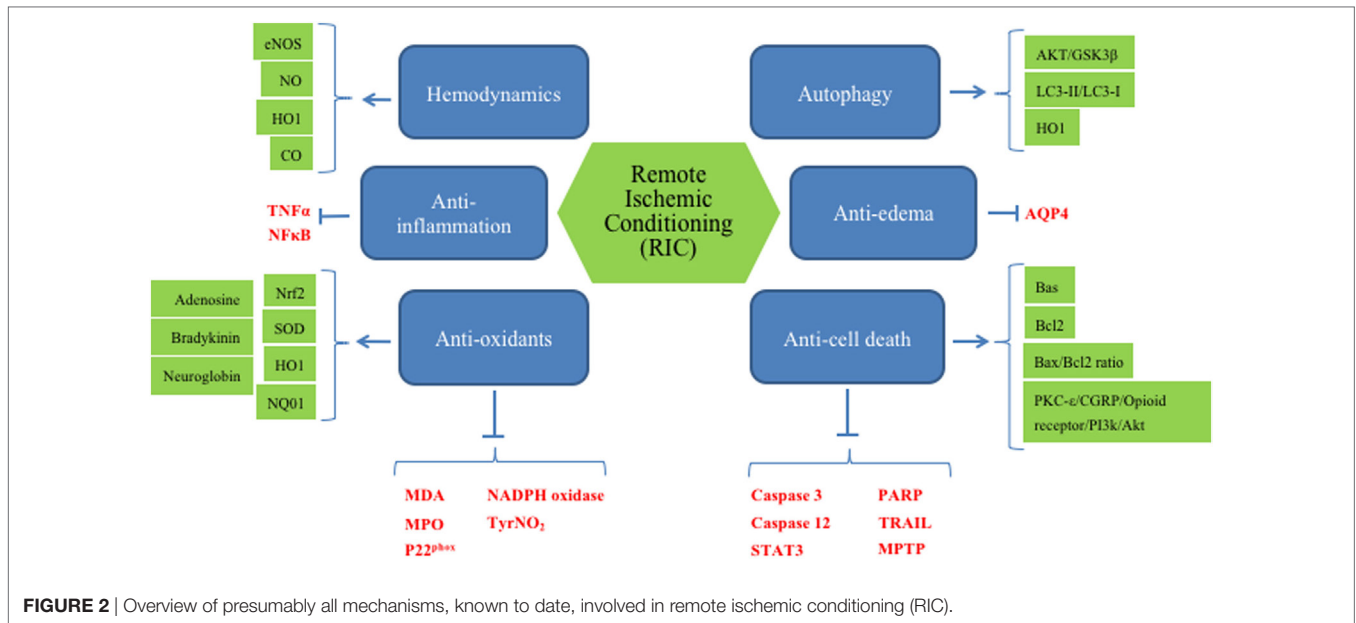 eNOS
NO
HO1
CO
Hemodynamics
Autophagy
AKT/GSK3β
LC3-II/LC3-I
HO1
TNFα
NFκB
Anti-
inflammation
Remote
Ischemic
Conditioning
(RIC)
Anti-edema
AQP4
Adenosine
Bradykinin
Neuroglobin
Nrf2
SOD
HO1
NQ01
Anti-oxidants
Anti-cell death
Bas
Bcl2
Bax/Bcl2 ratio
PKC-ε/CGRP/Opioid
receptor/PI3k/Akt
MDA NADPH oxidase
MPO TyrNO₂
P22ᵖʰᵒˣ
Caspase 3 PARP
Caspase 12 TRAIL
STAT3 MPTP
FIGURE 2 | Overview of presumably all mechanisms, known to date, involved in remote ischemic conditioning (RIC).